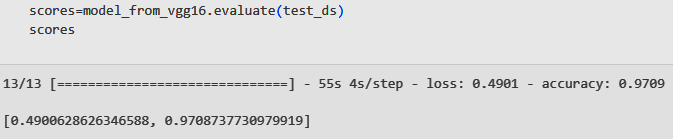 scores=model_from_vgg16.evaluate(test_ds)
scores
13/13 [==============================] - 55s 4s/step - loss: 0.4901 - accuracy: 0.9709
[0.4900628626346588, 0.9708737730979919]